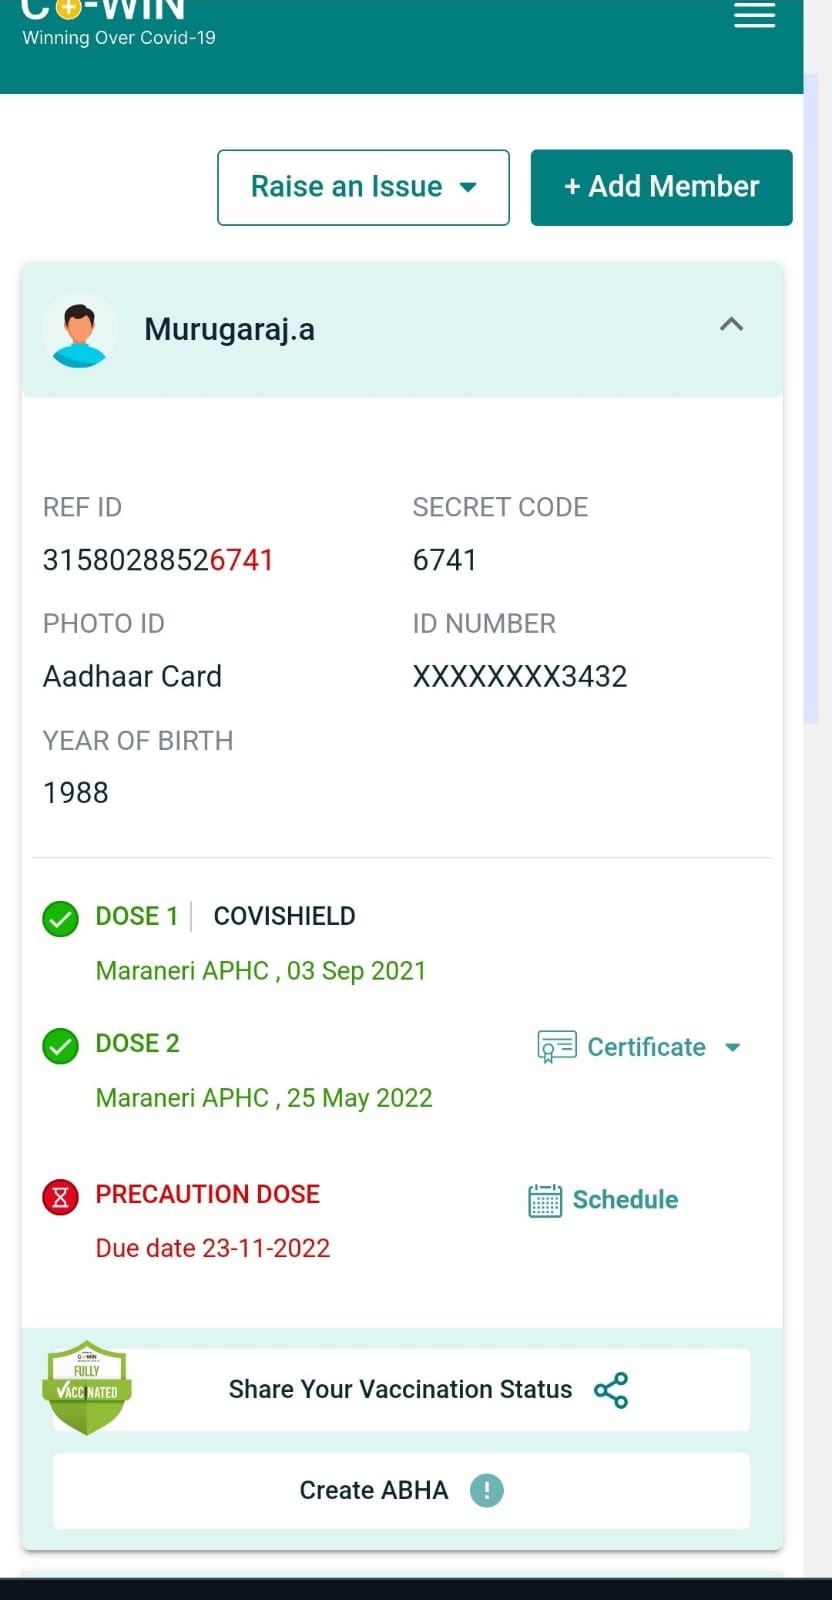 CO-WIN
Winning Over Covid-19
Raise an Issue
+ Add Member
Murugaraj.a
REF ID
31580288526741
SECRET CODE
6741
PHOTO ID
Aadhaar Card
ID NUMBER
XXXXXXXX3432
YEAR OF BIRTH
1988
DOSE 1 | COVISHIELD
Maraneri APHC , 03 Sep 2021
DOSE 2
Certificate
Maraneri APHC , 25 May 2022
PRECAUTION DOSE
Schedule
Due date 23-11-2022
FULLY
VACCINATED
Share Your Vaccination Status
Create ABHA !